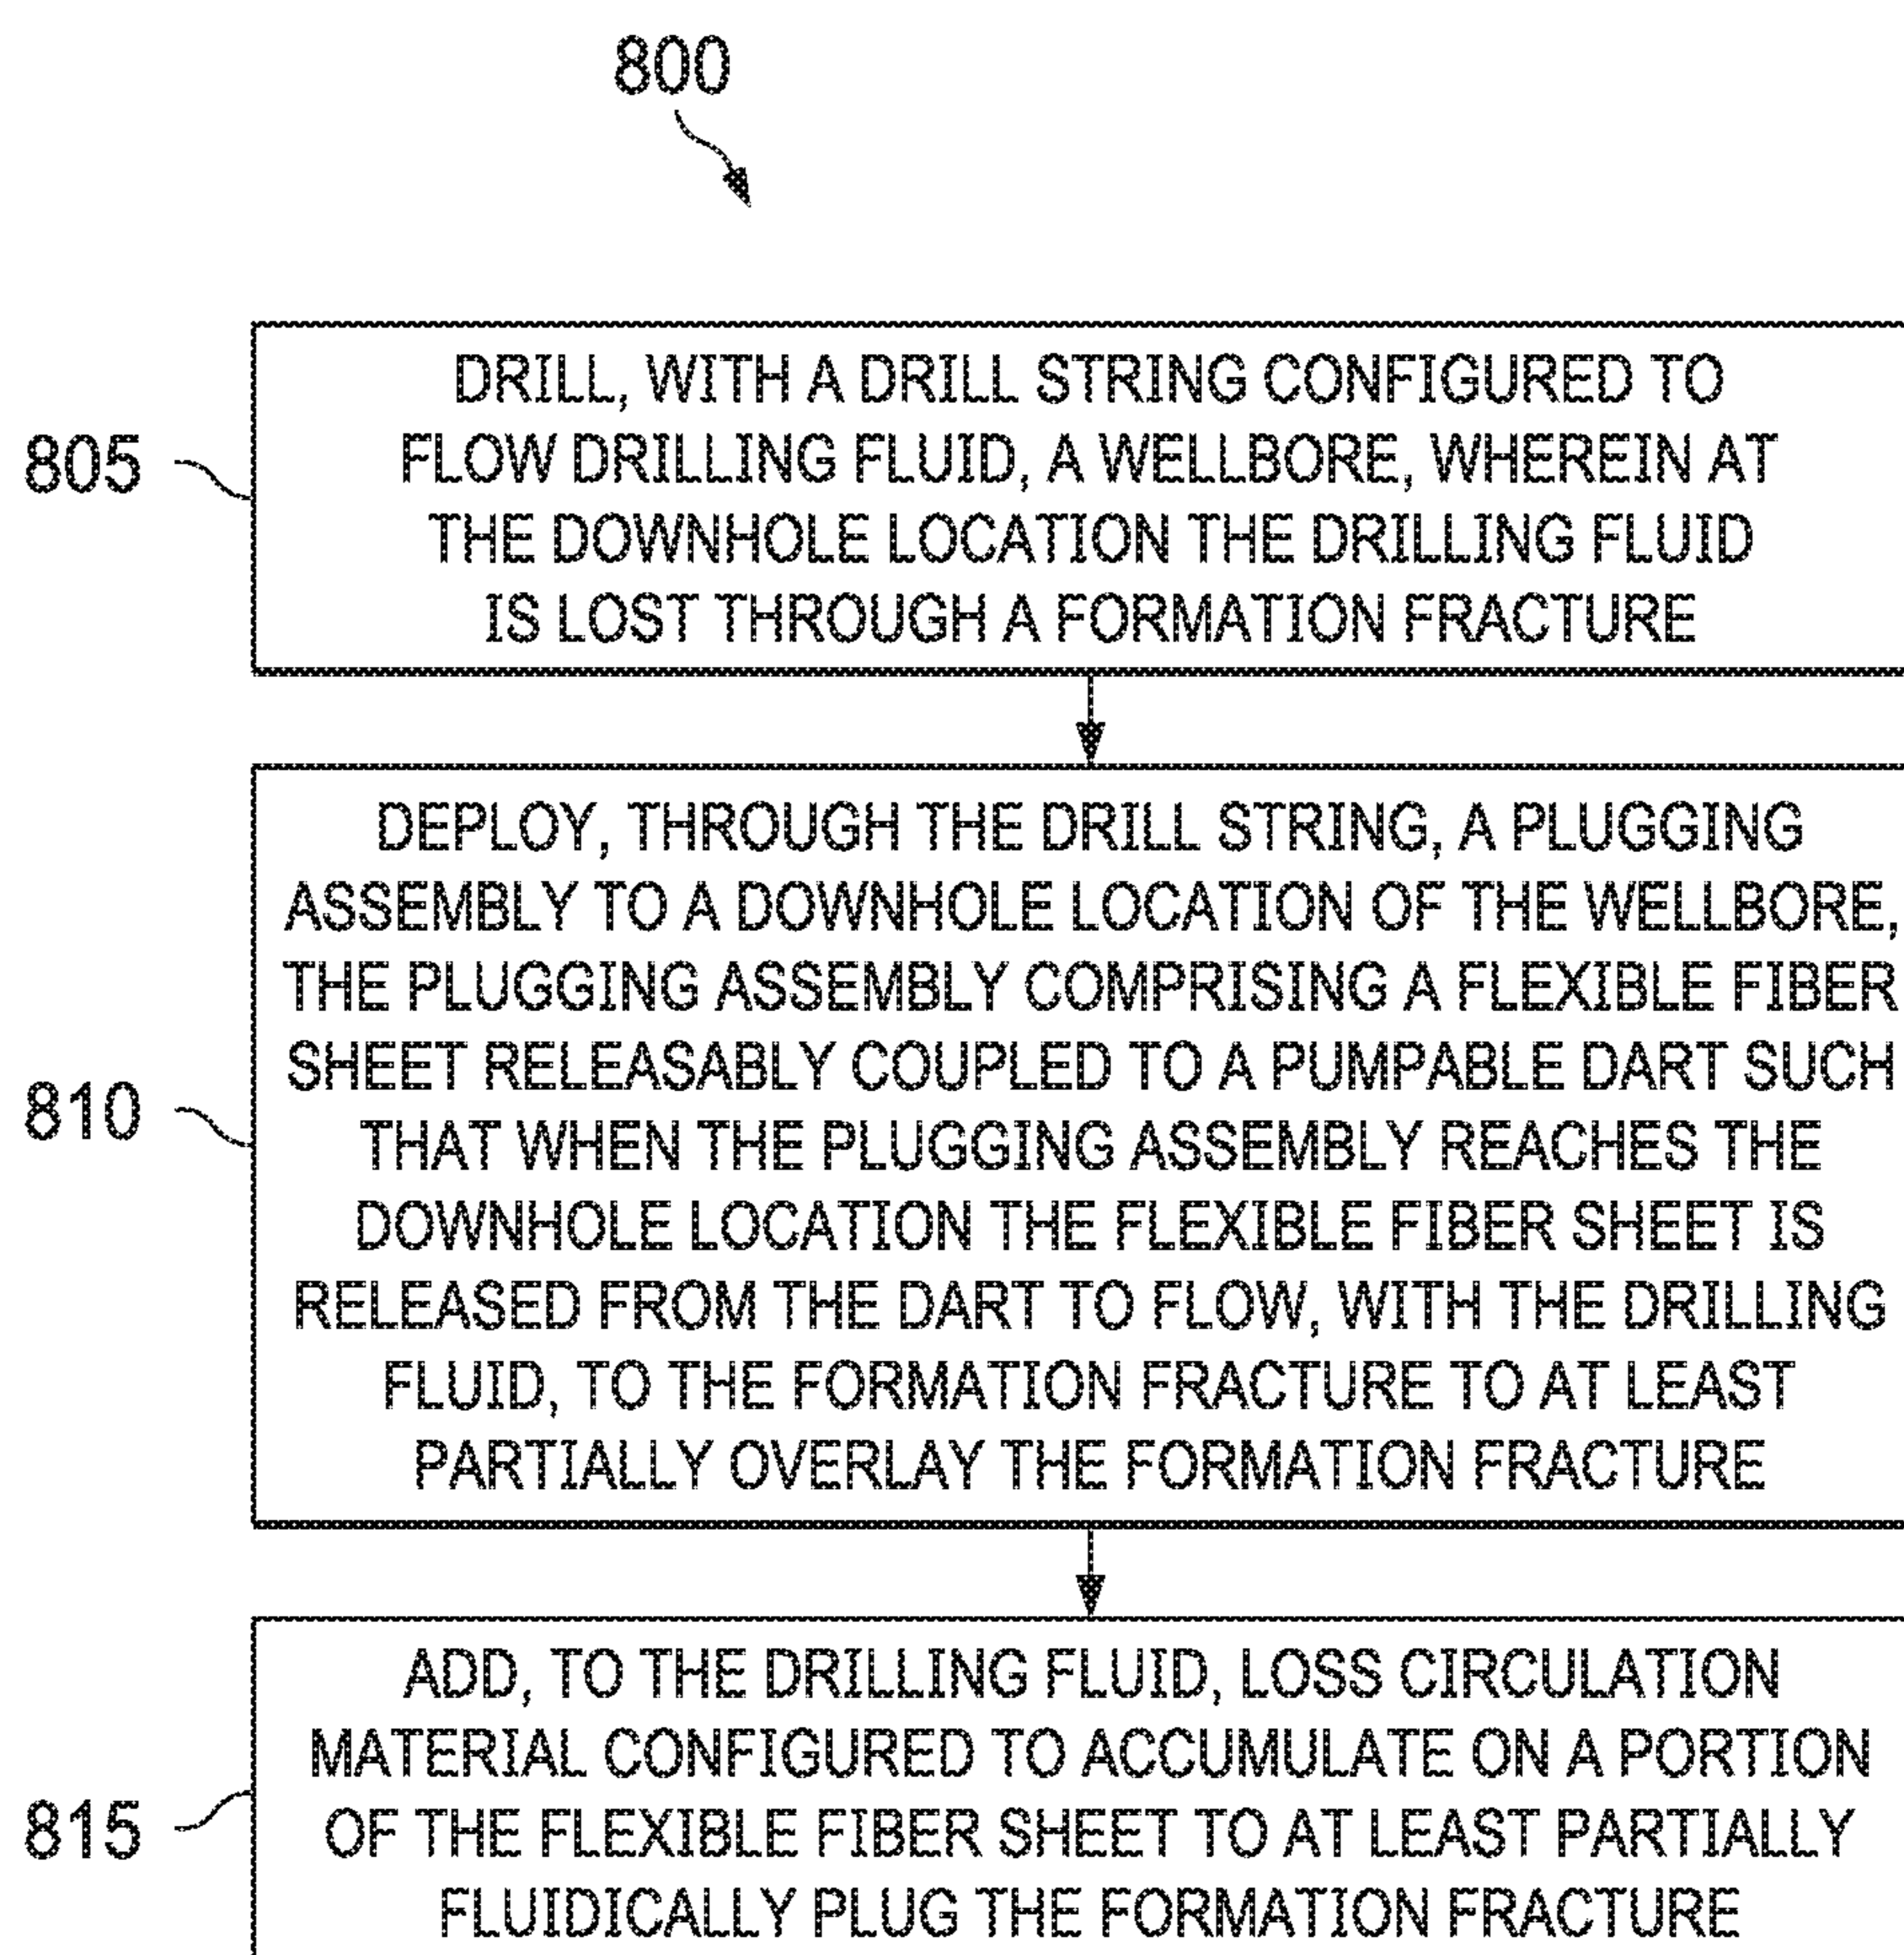 800
805
DRILL, WITH A DRILL STRING CONFIGURED TO
FLOW DRILLING FLUID, A WELLBORE, WHEREIN AT
THE DOWNHOLE LOCATION THE DRILLING FLUID
IS LOST THROUGH A FORMATION FRACTURE
810
DEPLOY, THROUGH THE DRILL STRING, A PLUGGING
ASSEMBLY TO A DOWNHOLE LOCATION OF THE WELLBORE,
THE PLUGGING ASSEMBLY COMPRISING A FLEXIBLE FIBER
SHEET RELEASABLY COUPLED TO A PUMPABLE DART SUCH
THAT WHEN THE PLUGGING ASSEMBLY REACHES THE
DOWNHOLE LOCATION THE FLEXIBLE FIBER SHEET IS
RELEASED FROM THE DART TO FLOW, WITH THE DRILLING
FLUID, TO THE FORMATION FRACTURE TO AT LEAST
PARTIALLY OVERLAY THE FORMATION FRACTURE
815
ADD, TO THE DRILLING FLUID, LOSS CIRCULATION
MATERIAL CONFIGURED TO ACCUMULATE ON A PORTION
OF THE FLEXIBLE FIBER SHEET TO AT LEAST PARTIALLY
FLUIDICALLY PLUG THE FORMATION FRACTURE